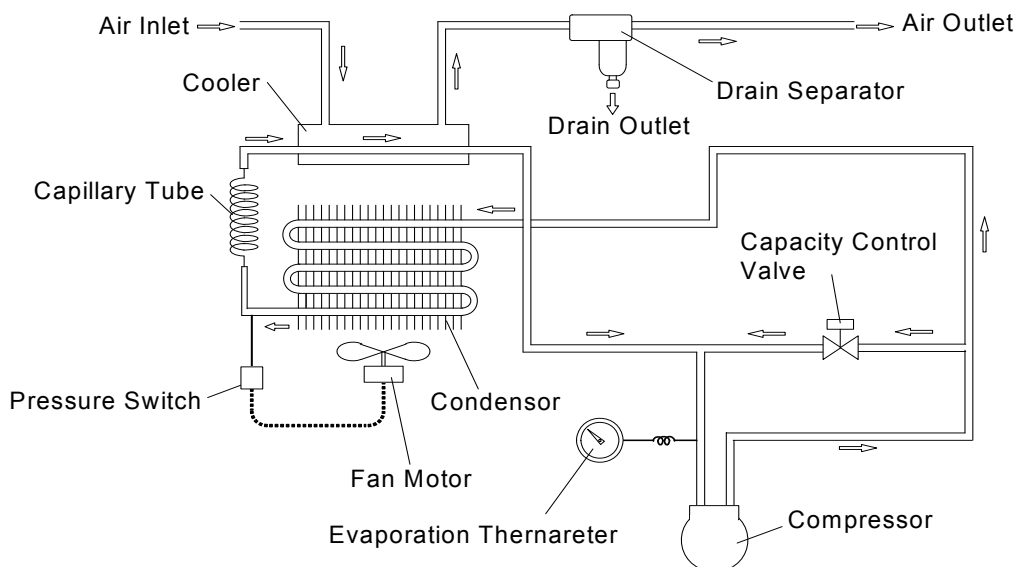 Air Inlet
Air Outlet
Cooler
Drain Separator
Drain Outlet
Capillary Tube
Capacity Control
Valve
Pressure Switch
Condensor
Fan Motor
Evaporation Thernareter
Compressor